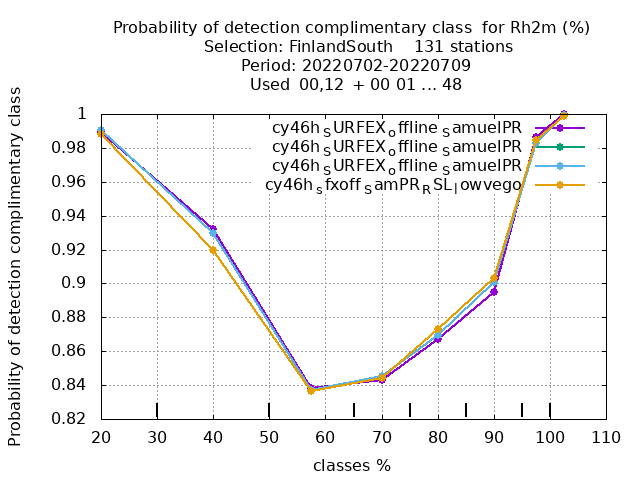 Probability of detection complimentary class  for Rh2m (%)
Selection: FinlandSouth    131 stations
Period: 20220702-20220709
Used  00,12  + 00 01 ... 48
Probability of detection complimentary class
1
0.98
0.96
0.94
0.92
0.9
0.88
0.86
0.84
0.82
cy46h_SURFEX_offline_SamuelPR
cy46h_SURFEX_offline_SamuelPR
cy46h_SURFEX_offline_SamuelPR
cy46h_sfxoff_SamPR_RSL_lowvego
20 30 40 50 60 70 80 90 100 110
classes %